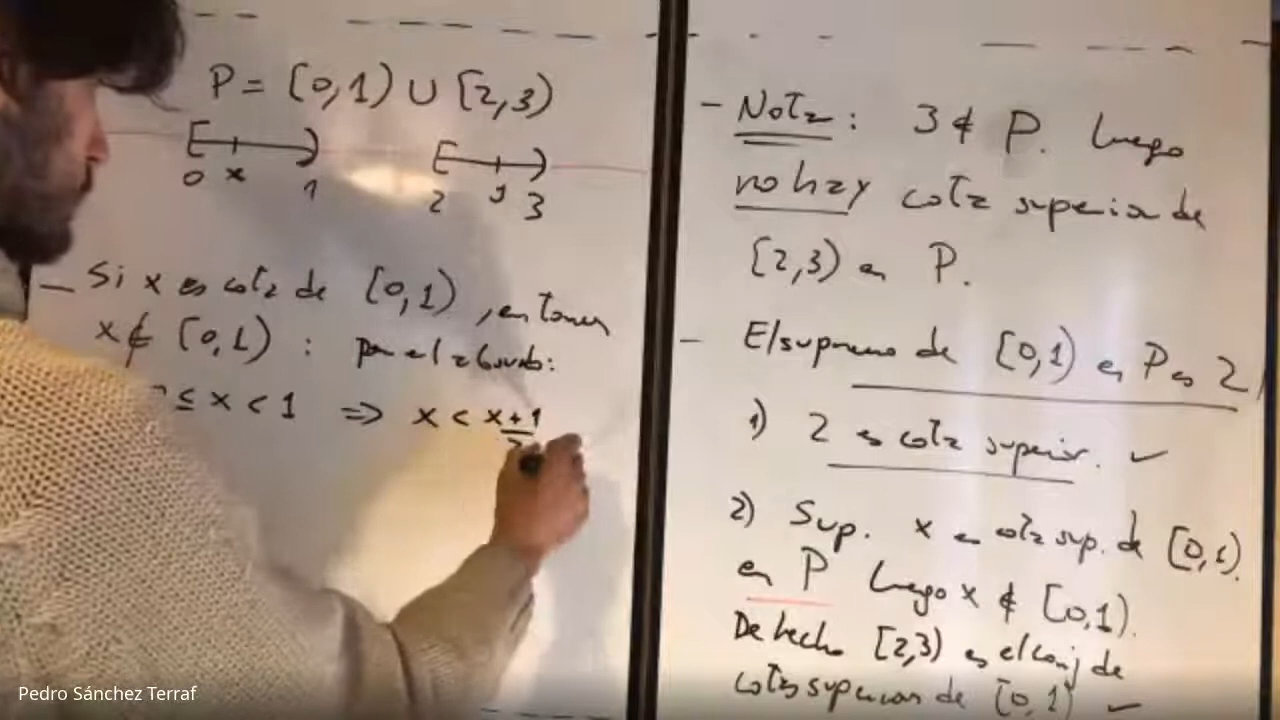 P = [0,1) ∪ [2,3)
0 x 1 2 y 3
– Si x es cota de [0,1), entonces
x ∉ [0,1) : por el absurdo:
≤ x < 1 ⇒ x < x+1
– Nota: 3 ∉ P. Luego
no hay cota superior de
[2,3) en P.
– El supremo de [0,1) en P es 2
1) 2 es cota superior. ✓
2) Sup. x es cota sup. de [0,1).
en P Luego x ∉ [0,1).
De hecho [2,3) es el conj de
cotas superiores de [0,1) ✓
Pedro Sánchez Terraf